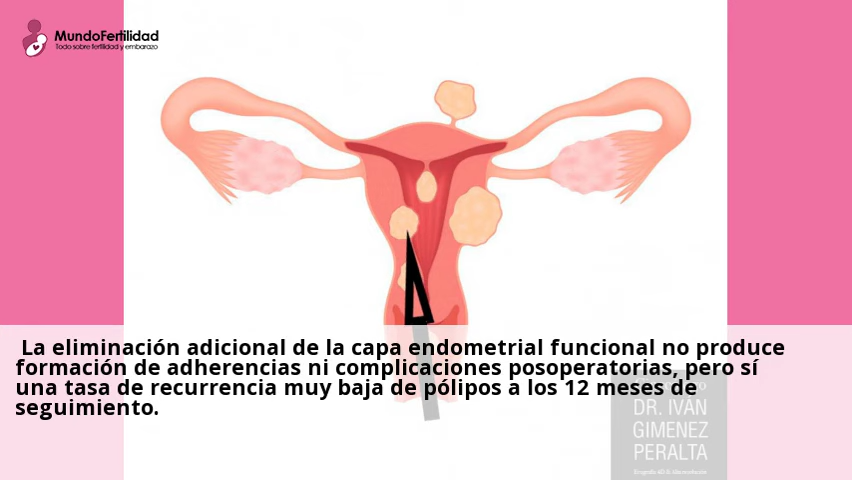 MundoFertilidad
Todo sobre fertilidad y embarazo
La eliminación adicional de la capa endometrial funcional no produce
formación de adherencias ni complicaciones posoperatorias, pero sí
una tasa de recurrencia muy baja de pólipos a los 12 meses de
seguimiento.
DR. IVÁN
GIMENEZ
PERALTA